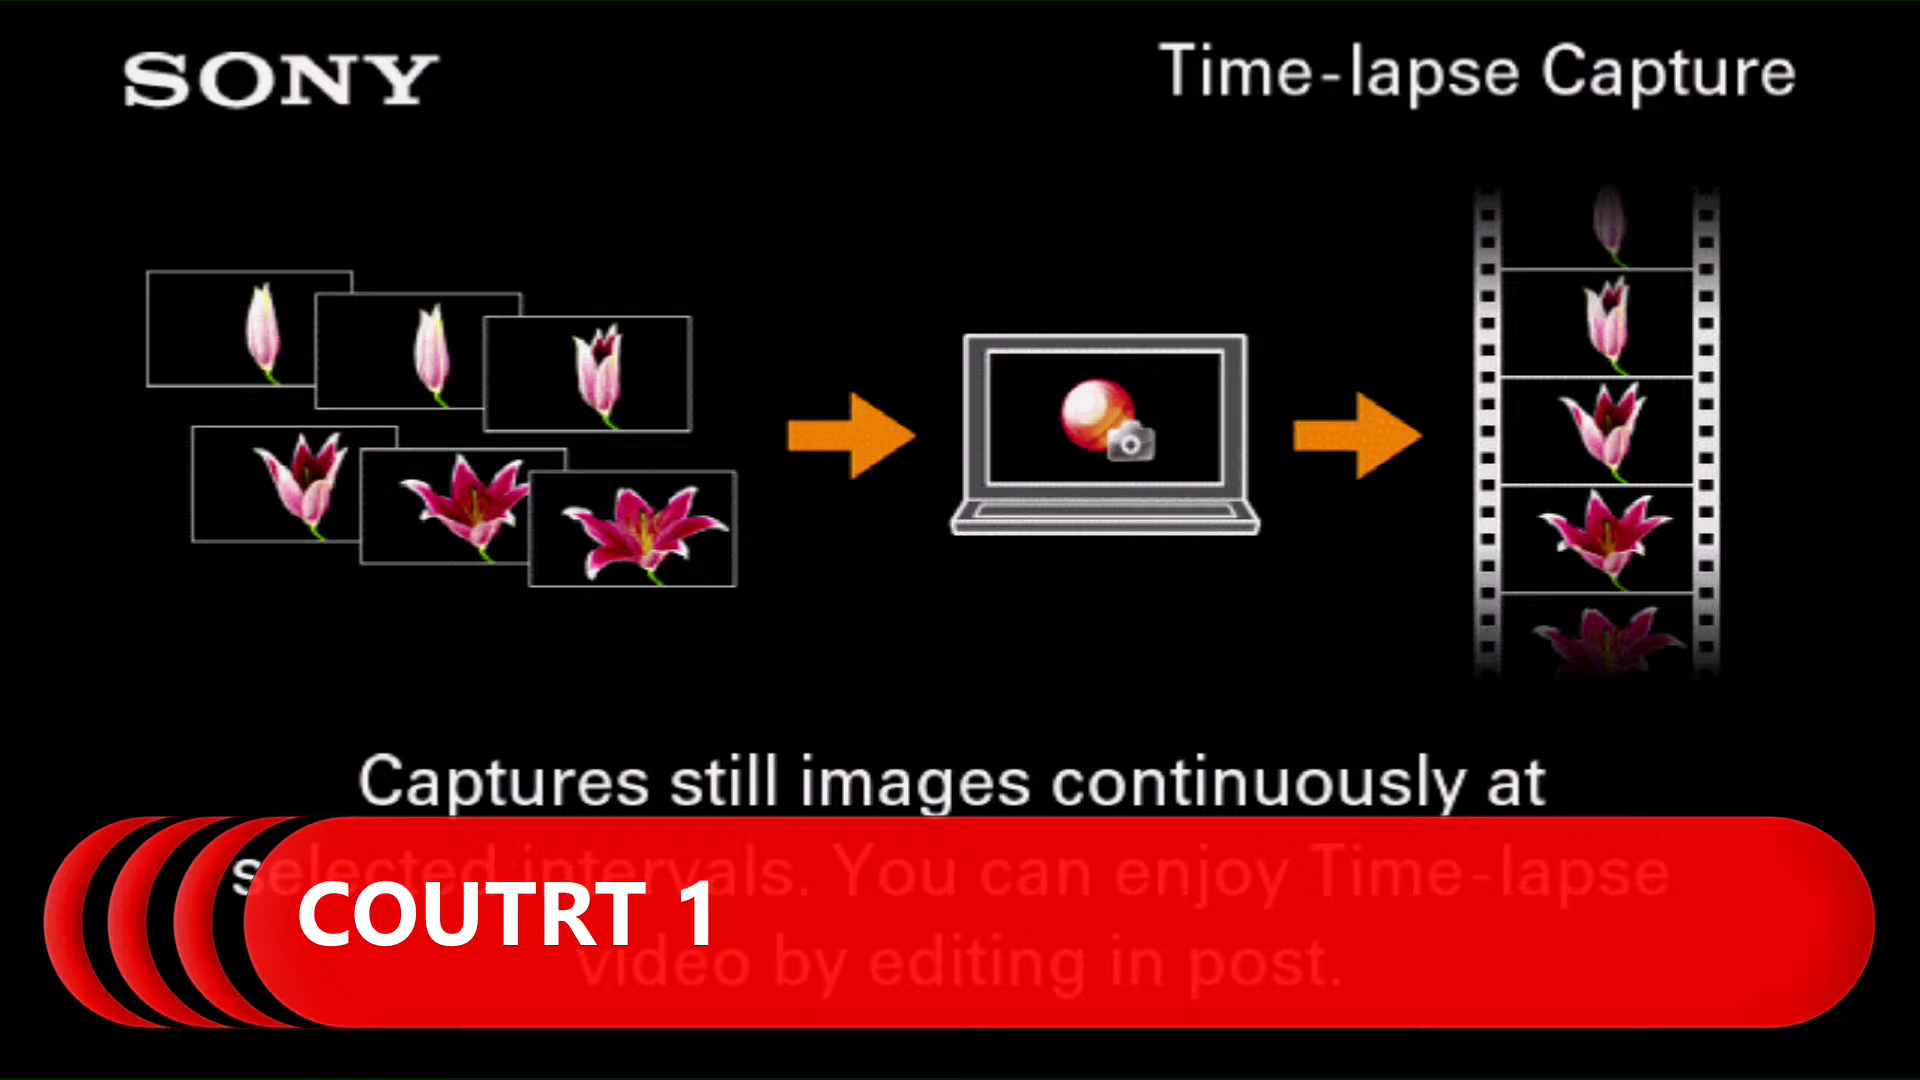 SONY
Time-lapse Capture
Captures still images continuously at
selected intervals. You can enjoy Time-lapse
video by editing in post.
COUTRT 1